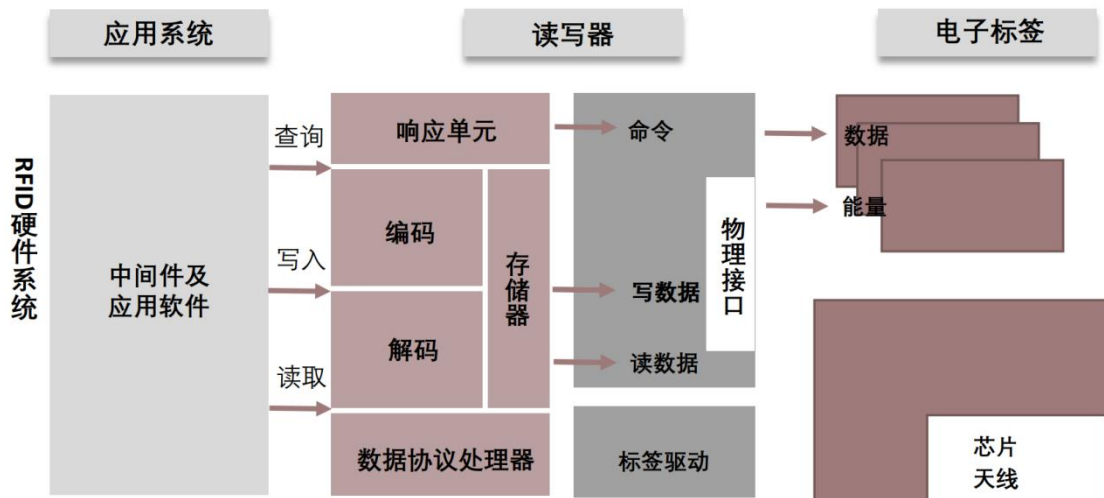 应用系统
读写器
电子标签
RFID硬件系统
中间件及
应用软件
查询
写入
读取
响应单元
编码
解码
存储器
数据协议处理器
命令
写数据
读数据
物理接口
标签驱动
数据
能量
芯片
天线